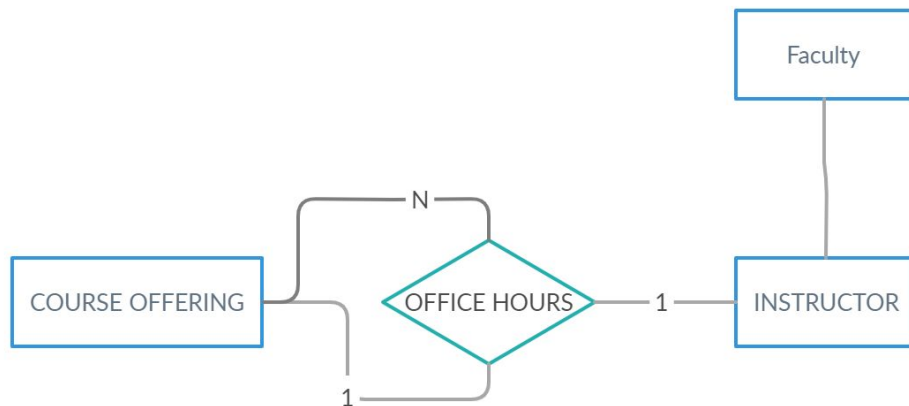 Faculty
N
COURSE OFFERING
OFFICE HOURS
1
INSTRUCTOR
1